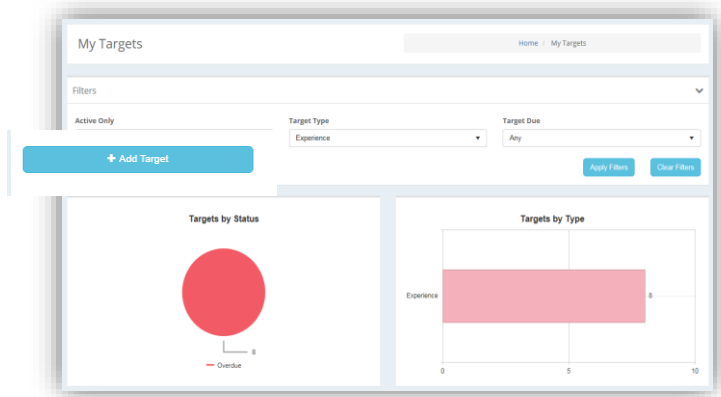 My Targets
Home / My Targets
Filters
Active Only
Target Type
Target Due
Experience
Any
+ Add Target
Apply Filters
Clear Filters
Targets by Status
Targets by Type
8
Overdue
Experience
8
0
5
10